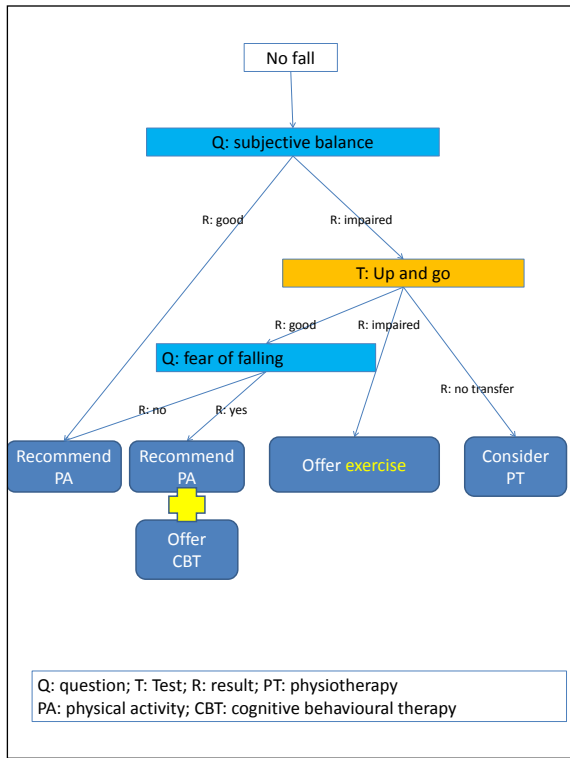 No fall
Q: subjective balance
R: good
R: impaired
T: Up and go
R: good
R: impaired
Q: fear of falling
R: no transfer
R: no
R: yes
Recommend
PA
Recommend
PA
Offer exercise
Consider
PT
Offer
CBT
Q: question; T: Test; R: result; PT: physiotherapy
PA: physical activity; CBT: cognitive behavioural therapy